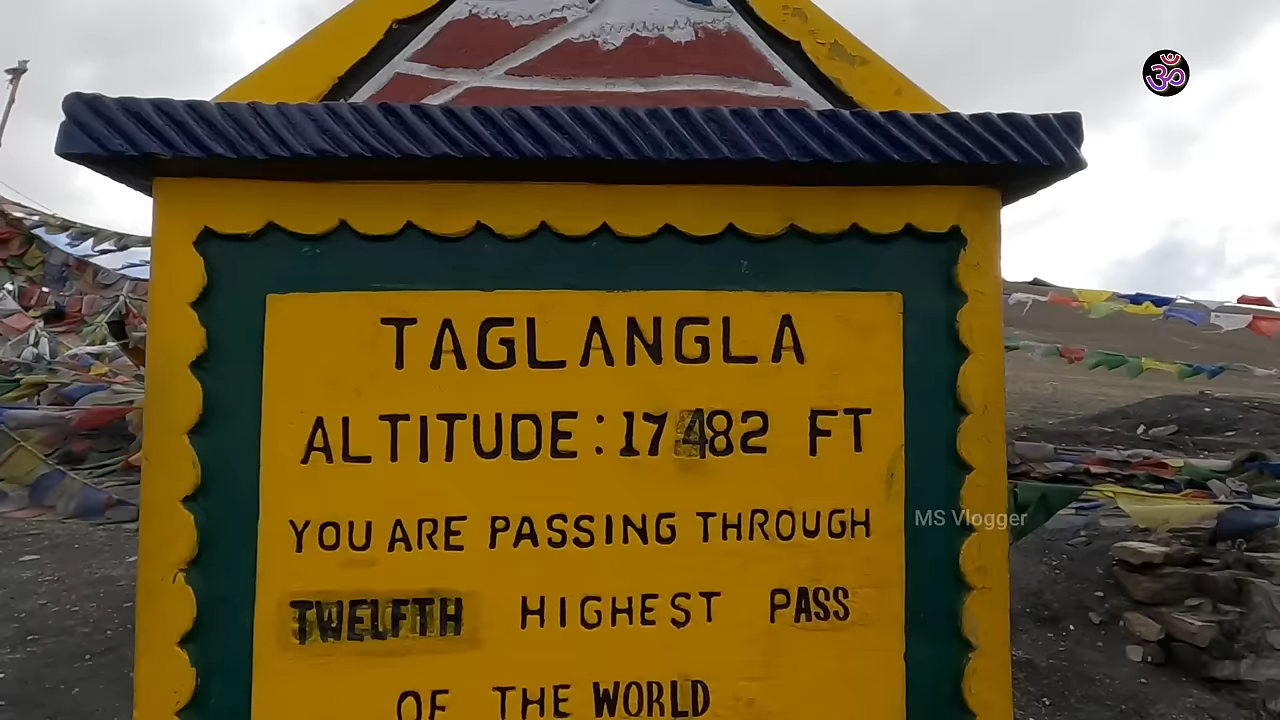 ॐ
TAGLANGLA
ALTITUDE: 17482 FT
YOU ARE PASSING THROUGH
TWELFTH HIGHEST PASS
OF THE WORLD
MS Vlogger